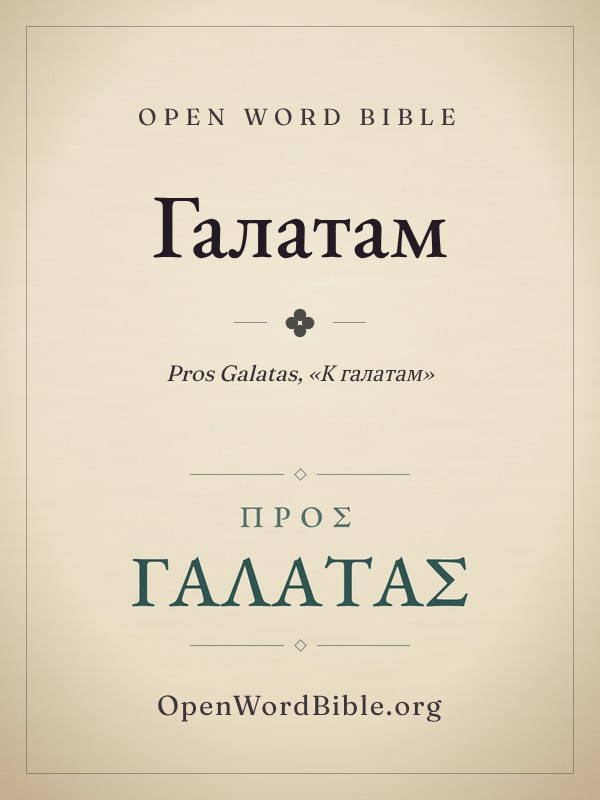 OPEN WORD BIBLE
Галатам
Pros Galatas, «К галатам»
ΠΡΟΣ
ΓΑΛΑΤΑΣ
OpenWordBible.org